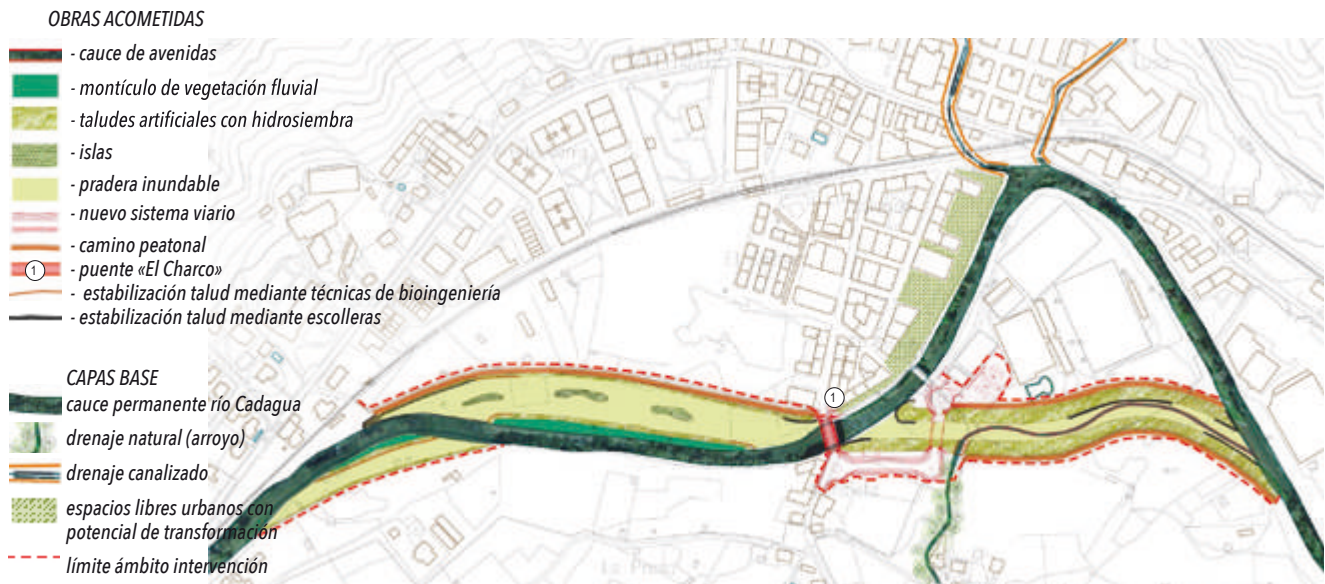 OBRAS ACOMETIDAS
- cauce de avenidas
- montículo de vegetación fluvial
- taludes artificiales con hidrosiembra
- islas
- pradera inundable
- nuevo sistema viario
- camino peatonal
1 - puente «El Charco»
- estabilización talud mediante técnicas de bioingeniería
- estabilización talud mediante escolleras
CAPAS BASE
cauce permanente río Cadagua
drenaje natural (arroyo)
drenaje canalizado
espacios libres urbanos con
potencial de transformación
límite ámbito intervención
1